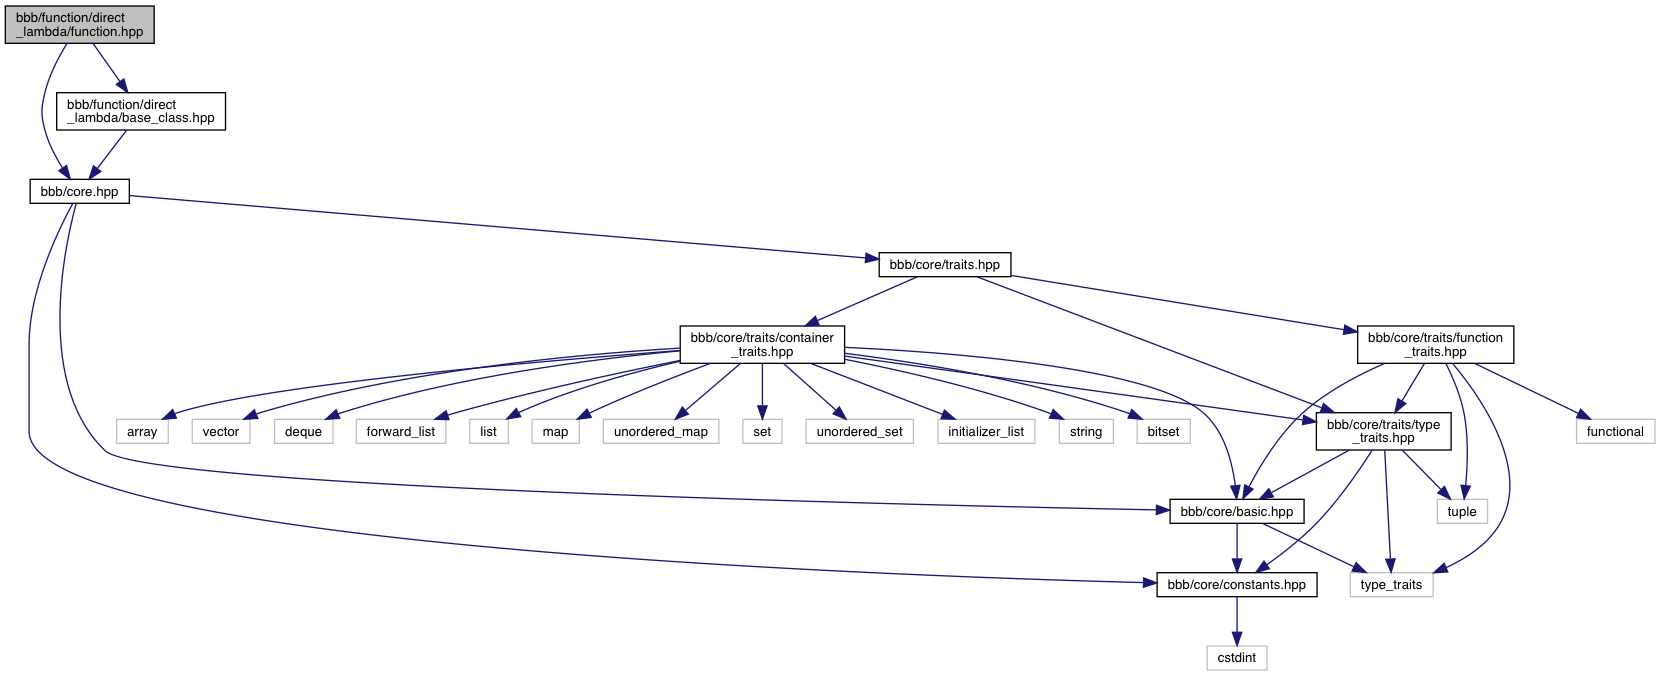 bbb/function/direct
_lambda/function.hpp
bbb/function/direct
_lambda/base_class.hpp
bbb/core.hpp
bbb/core/traits.hpp
bbb/core/traits/container
_traits.hpp
bbb/core/traits/function
_traits.hpp
array
vector
deque
forward_list
list
map
unordered_map
set
unordered_set
initializer_list
string
bitset
bbb/core/traits/type
_traits.hpp
functional
bbb/core/basic.hpp
tuple
bbb/core/constants.hpp
type_traits
cstdint